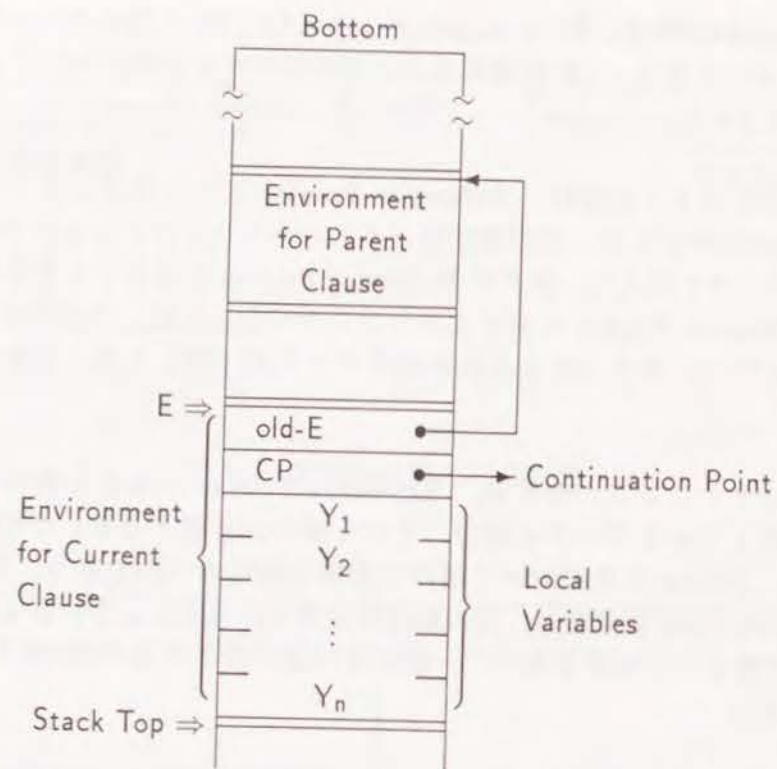 Bottom
Environment
for Parent
Clause
E ⇒
old-E
CP
Continuation Point
Environment
for Current
Clause
Y₁
Y₂
⋮
Yₙ
Local
Variables
Stack Top ⇒